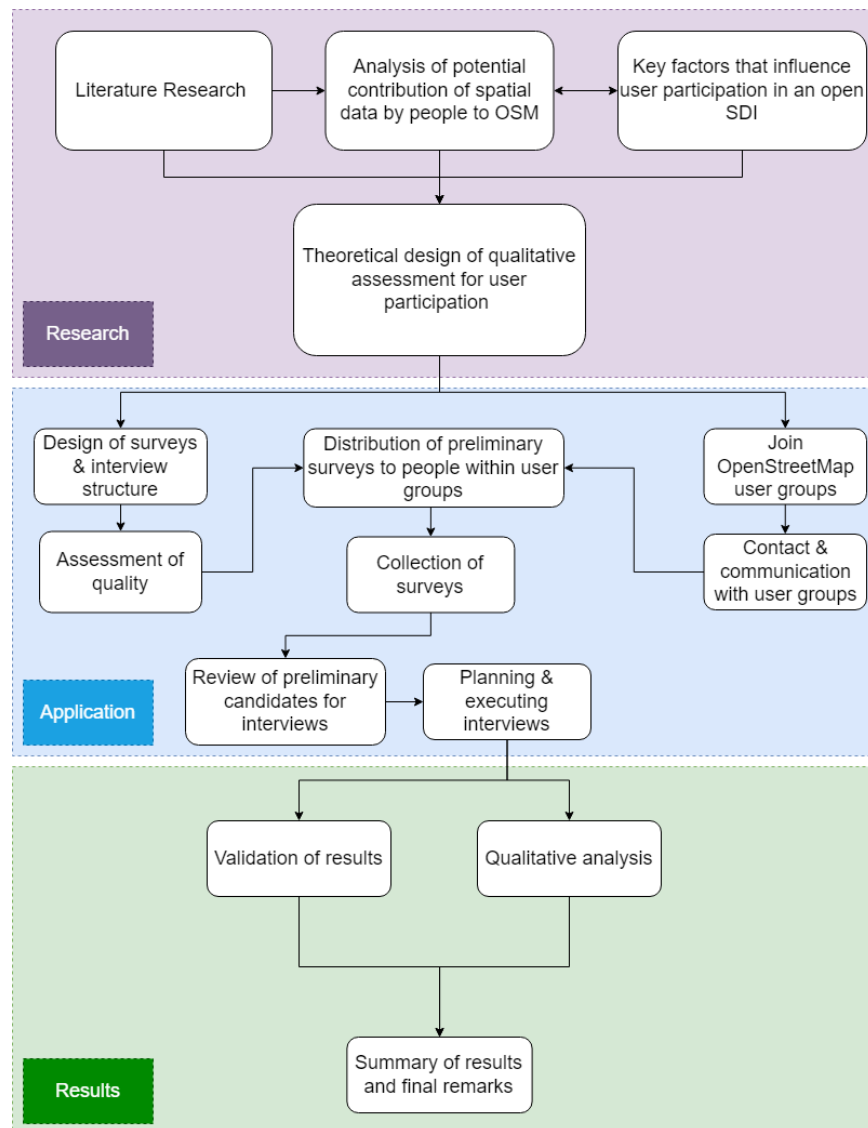 Literature Research
Analysis of potential
contribution of spatial
data by people to OSM
Key factors that influence
user participation in an open
SDI
Theoretical design of qualitative
assessment for user
participation
Research
Design of surveys
& interview
structure
Distribution of preliminary
surveys to people within user
groups
Join
OpenStreetMap
user groups
Assessment of
quality
Collection of
surveys
Contact &
communication
with user groups
Review of preliminary
candidates for
interviews
Planning &
executing
interviews
Application
Validation of results
Qualitative analysis
Summary of results
and final remarks
Results